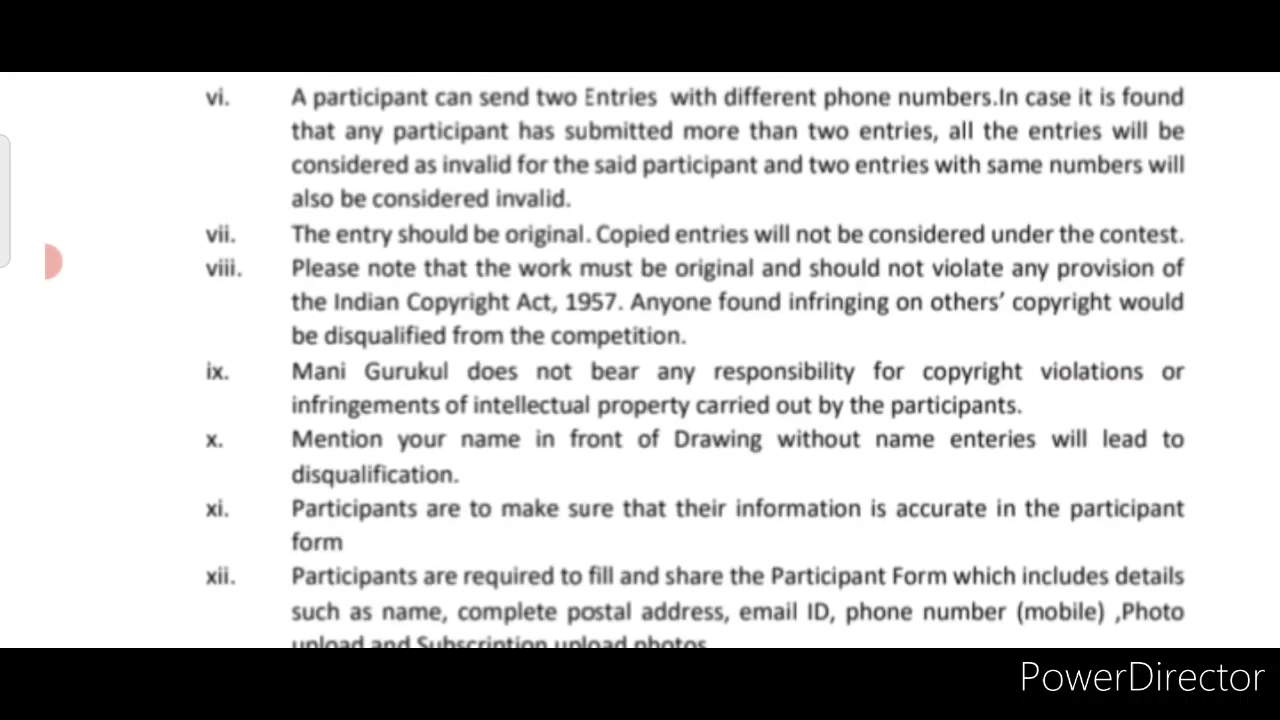 vi. A participant can send two Entries with different phone numbers.In case it is found
that any participant has submitted more than two entries, all the entries will be
considered as invalid for the said participant and two entries with same numbers will
also be considered invalid.
vii. The entry should be original. Copied entries will not be considered under the contest.
viii. Please note that the work must be original and should not violate any provision of
the Indian Copyright Act, 1957. Anyone found infringing on others’ copyright would
be disqualified from the competition.
ix. Mani Gurukul does not bear any responsibility for copyright violations or
infringements of intellectual property carried out by the participants.
x. Mention your name in front of Drawing without name enteries will lead to
disqualification.
xi. Participants are to make sure that their information is accurate in the participant
form
xii. Participants are required to fill and share the Participant Form which includes details
such as name, complete postal address, email ID, phone number (mobile) ,Photo
upload and Subscription upload photos
PowerDirector